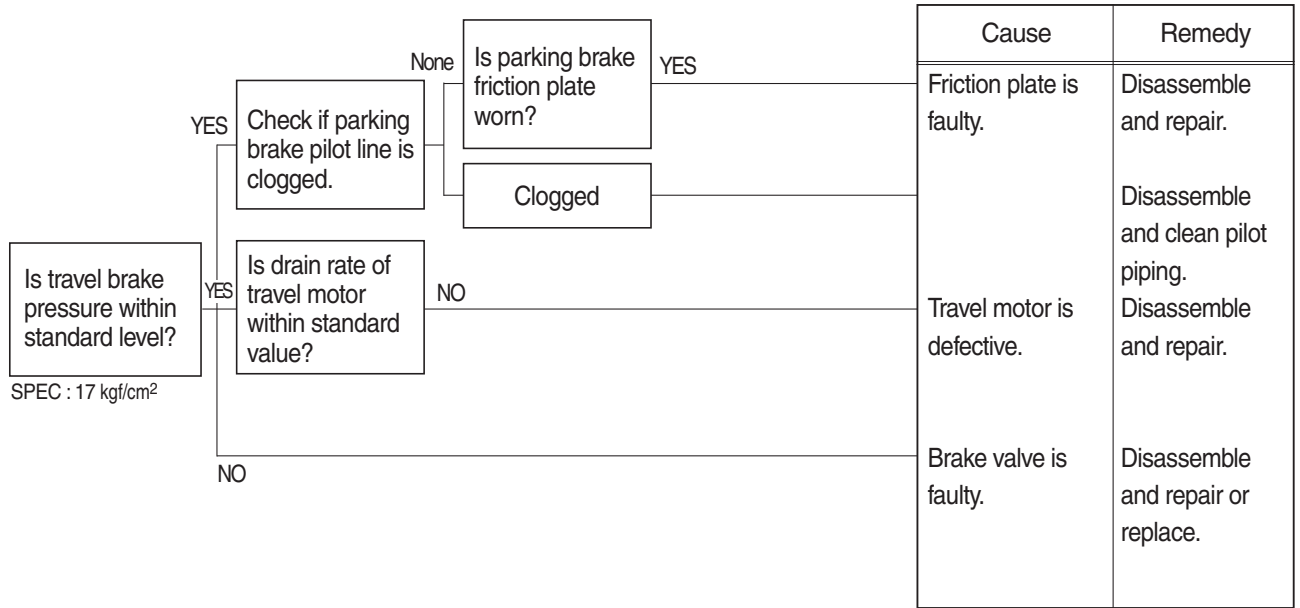 Cause
Remedy
None
Is parking brake
friction plate
worn?
YES
Friction plate is
faulty.
Disassemble
and repair.
YES
Check if parking
brake pilot line is
clogged.
Clogged
Disassemble
and clean pilot
piping.
Is travel brake
pressure within
standard level?
SPEC : 17 kgf/cm²
YES
Is drain rate of
travel motor
within standard
value?
NO
Travel motor is
defective.
Disassemble
and repair.
NO
Brake valve is
faulty.
Disassemble
and repair or
replace.